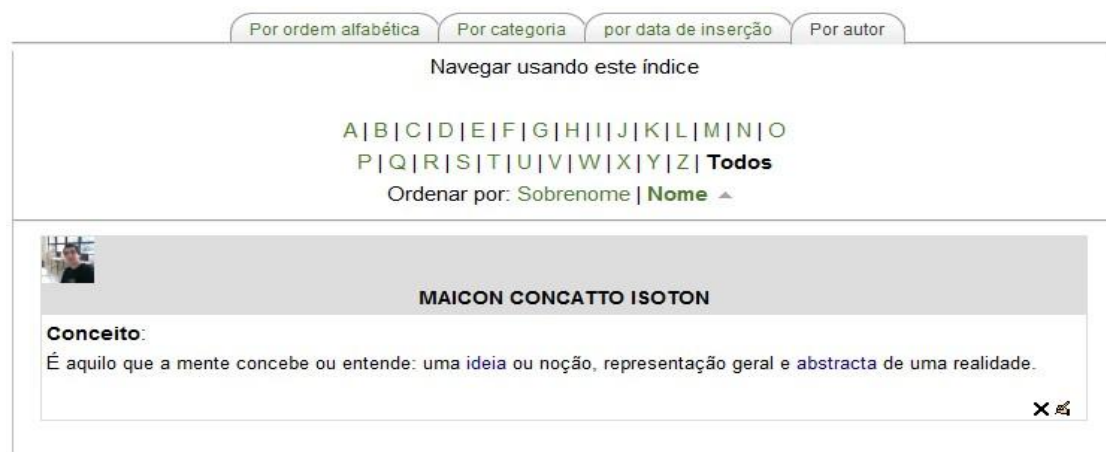 Por ordem alfabética Por categoria por data de inserção Por autor
Navegar usando este índice
A | B | C | D | E | F | G | H | I | J | K | L | M | N | O
P | Q | R | S | T | U | V | W | X | Y | Z | Todos
Ordenar por: Sobrenome | Nome
MAICON CONCATTO ISOTON
Conceito:
É aquilo que a mente concebe ou entende: uma ideia ou noção, representação geral e abstracta de uma realidade.